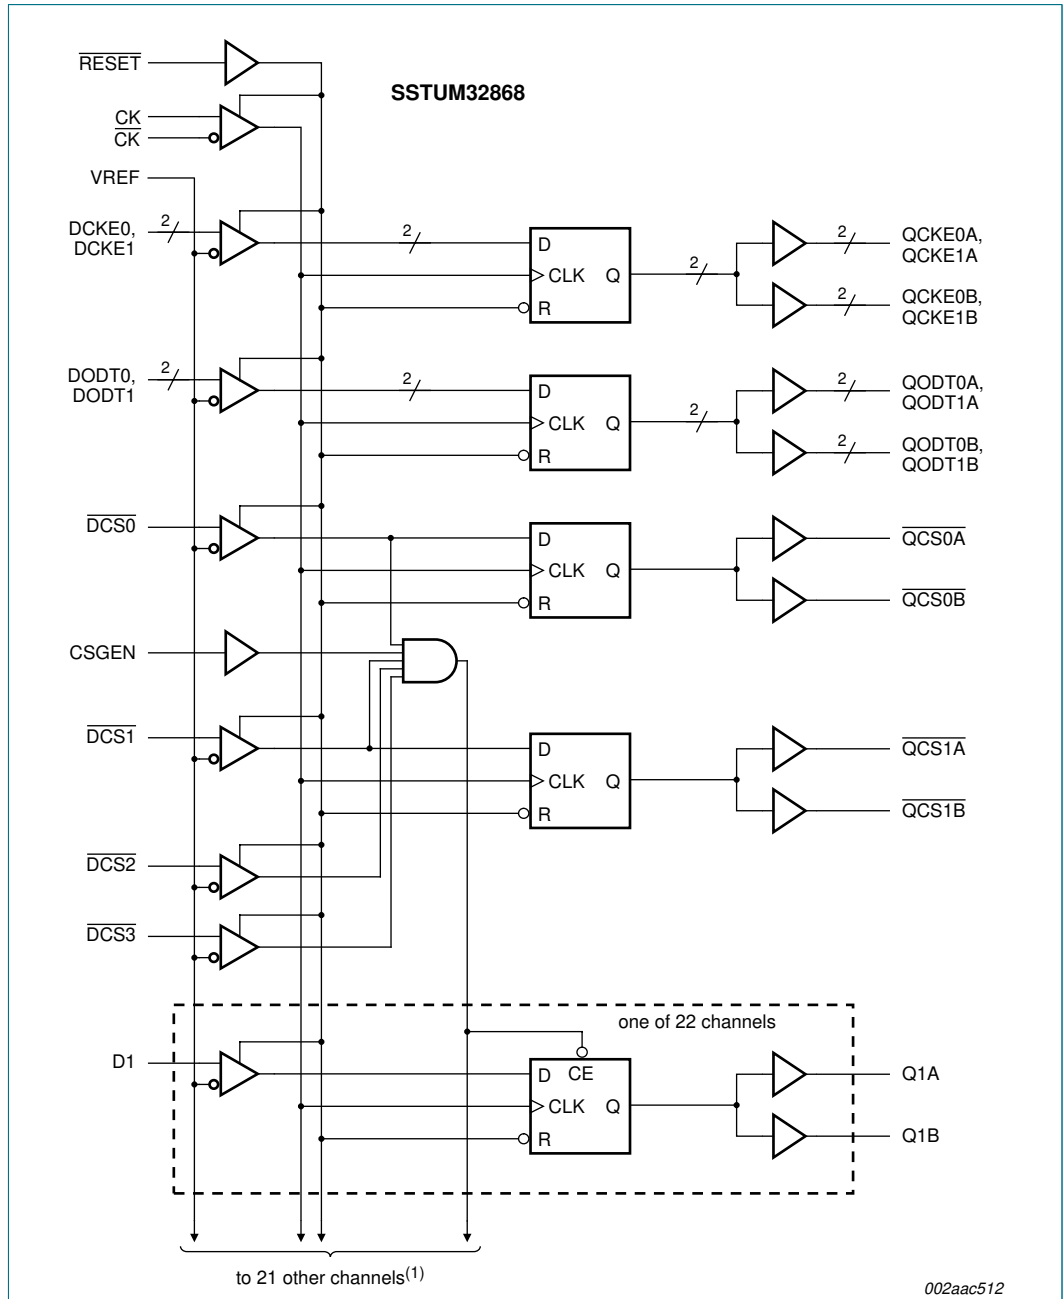 RESET
SSTUM32868
CK
CK
VREF
DCKE0,
DCKE1
2
2
D
CLK
Q
R
2
2
QCKE0A,
QCKE1A
2
QCKE0B,
QCKE1B
DODT0,
DODT1
2
2
D
CLK
Q
R
2
2
QODT0A,
QODT1A
2
QODT0B,
QODT1B
DCS0
D
CLK
Q
R
QCS0A
QCS0B
CSGEN
DCS1
D
CLK
Q
R
QCS1A
QCS1B
DCS2
DCS3
one of 22 channels
D1
D
CE
CLK
Q
R
Q1A
Q1B
to 21 other channels(1)
002aac512